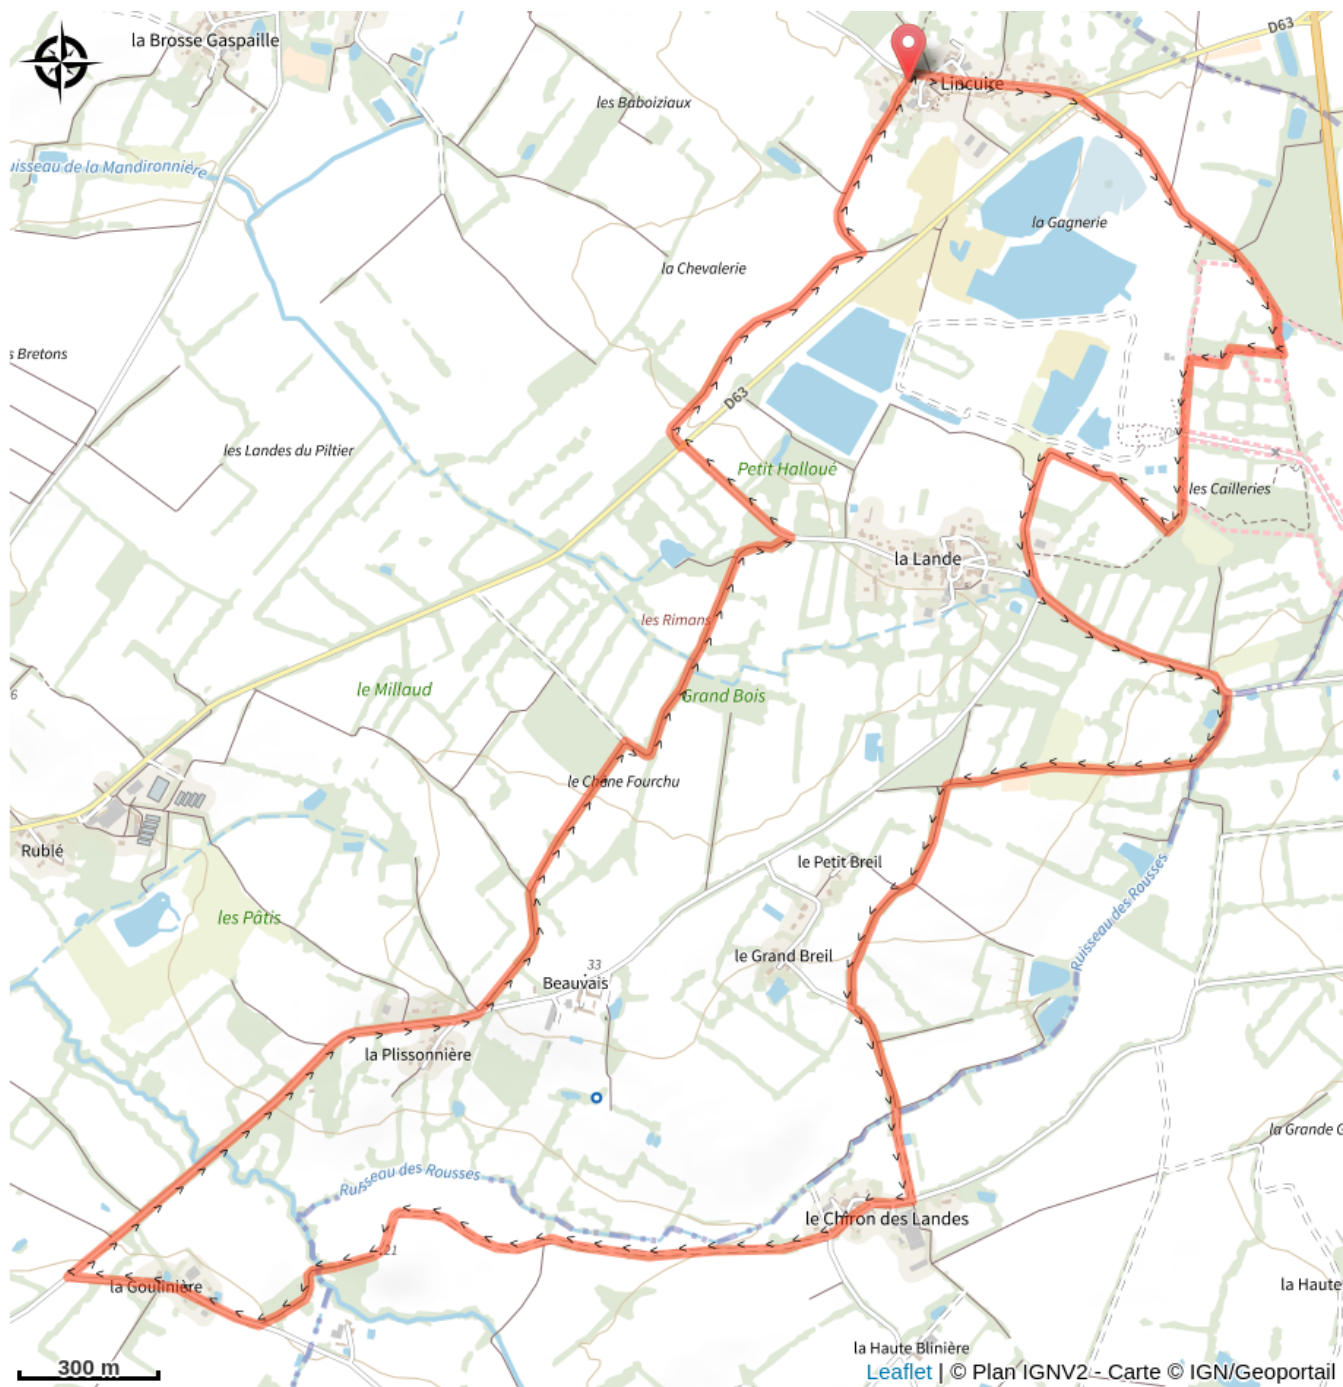 la Brosse Gaspaille
D63
Lincuire
les Baboiziaux
uisseau de la Mandironnière
la Gagnerie
la Chevalerie
s Bretons
D63
les Landes du Piltier
Petit Halloué
les Cailleries
la Lande
les Rimans
le Millaud
Grand Bois
6
le Chêne Fourchu
Rublé
le Petit Breil
les Pâtis
le Grand Breil
Ruisseau des Rousses
33
Beauvais
la Plissonnière
la Grande G
Ruisseau des Rousses
le Chiron des Landes
21
la Goulinière
la Haute
la Haute Blinière
300 m
Leaflet | © Plan IGNV2 - Carte © IGN/Geoportail